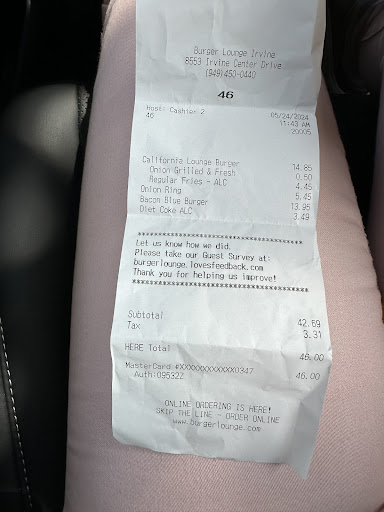 Burger Lounge Irvine
8553 Irvine Center Drive
(949)450-0440
46
Host: Cashier 2 05/24/2024
46 11:43 AM
20005
California Lounge Burger 14.85
Onion Grilled & Fresh 0.50
Regular Fries - ALC 4.45
Onion Ring 5.45
Bacon Blue Burger 13.95
Diet Coke ALC 3.49
****************************************
Let us know how we did.
Please take our Guest Survey at:
burgerlounge.lovesfeedback.com
Thank you for helping us improve!
****************************************
Subtotal 42.69
Tax 3.31
HERE Total 46.00
MasterCard #XXXXXXXXXXXX0347 46.00
Auth:09532Z
ONLINE ORDERING IS HERE!
SKIP THE LINE - ORDER ONLINE
www.burgerlounge.com